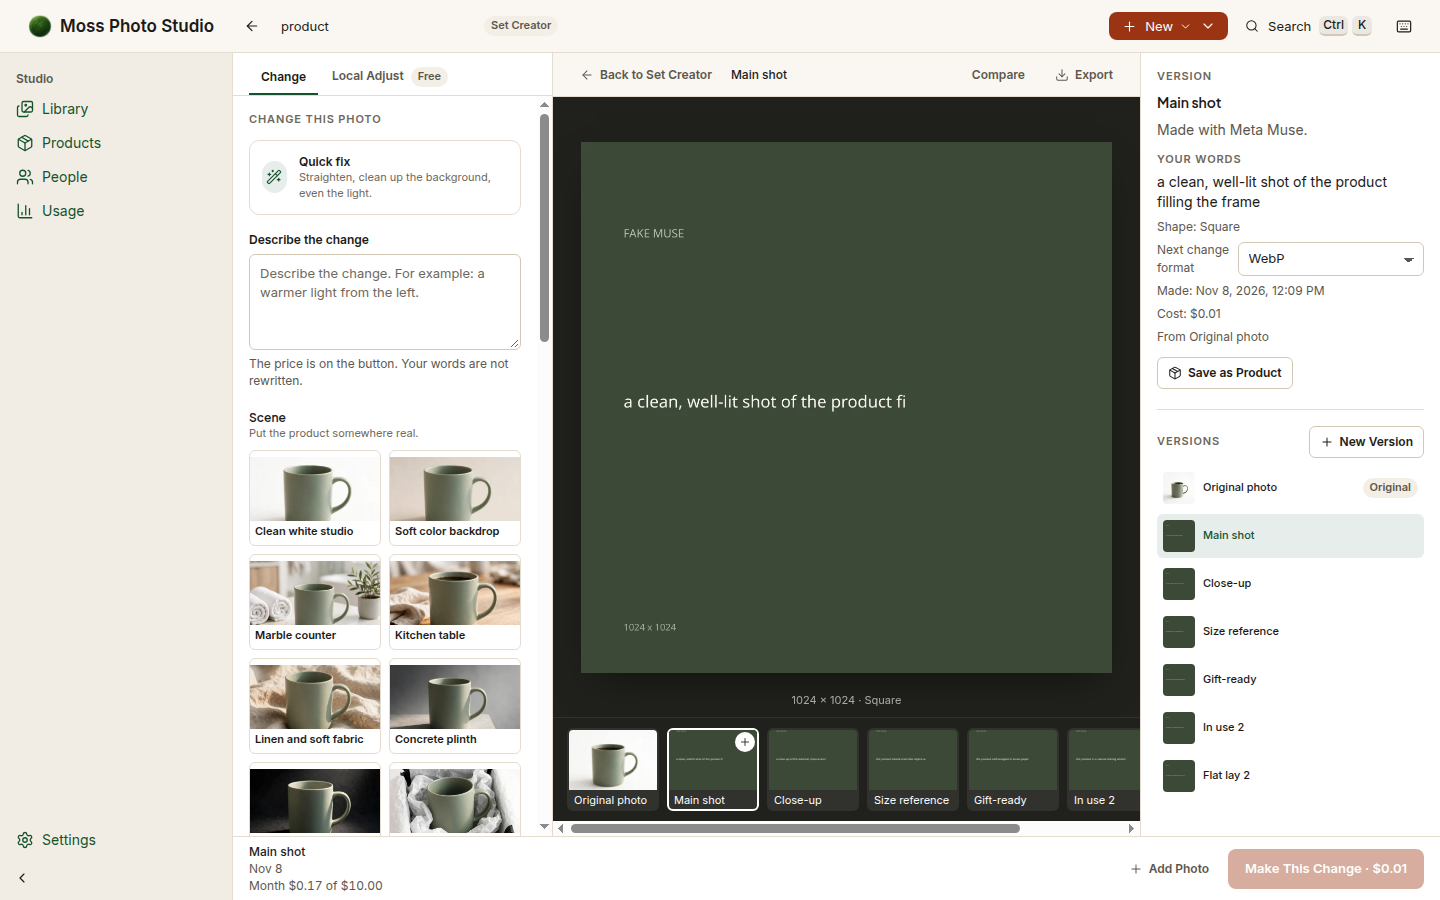 Moss Photo Studio
product
Set Creator
New
Search Ctrl K
Studio
Library
Products
People
Usage
Settings
Change
Local Adjust Free
CHANGE THIS PHOTO
Quick fix
Straighten, clean up the background,
even the light.
Describe the change
Describe the change. For example: a
warmer light from the left.
The price is on the button. Your words are not
rewritten.
Scene
Put the product somewhere real.
Clean white studio
Soft color backdrop
Marble counter
Kitchen table
Linen and soft fabric
Concrete plinth
Back to Set Creator
Main shot
Compare
Export
FAKE MUSE
a clean, well-lit shot of the product fi
1024 x 1024
1024 × 1024 · Square
Original photo
Main shot
Close-up
Size reference
Gift-ready
In use 2
VERSION
Main shot
Made with Meta Muse.
YOUR WORDS
a clean, well-lit shot of the product
filling the frame
Shape: Square
Next change
format
WebP
Made: Nov 8, 2026, 12:09 PM
Cost: $0.01
From Original photo
Save as Product
VERSIONS
New Version
Original photo
Original
Main shot
Close-up
Size reference
Gift-ready
In use 2
Flat lay 2
Main shot
Nov 8
Month $0.17 of $10.00
Add Photo
Make This Change · $0.01